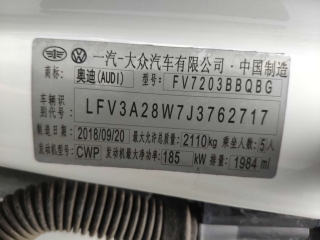 一汽-大众汽车有限公司·中国制造
商标: 奥迪(AUDI) 型号: FV7203BBQBG
车辆识别代号: LFV3A28W7J3762717
制造年月: 2018/09/20 最大允许总质量: 2110kg 乘坐人数: 5人
发动机型号: CWP 发动机最大净功率: 185 kW 排量: 1984 ml